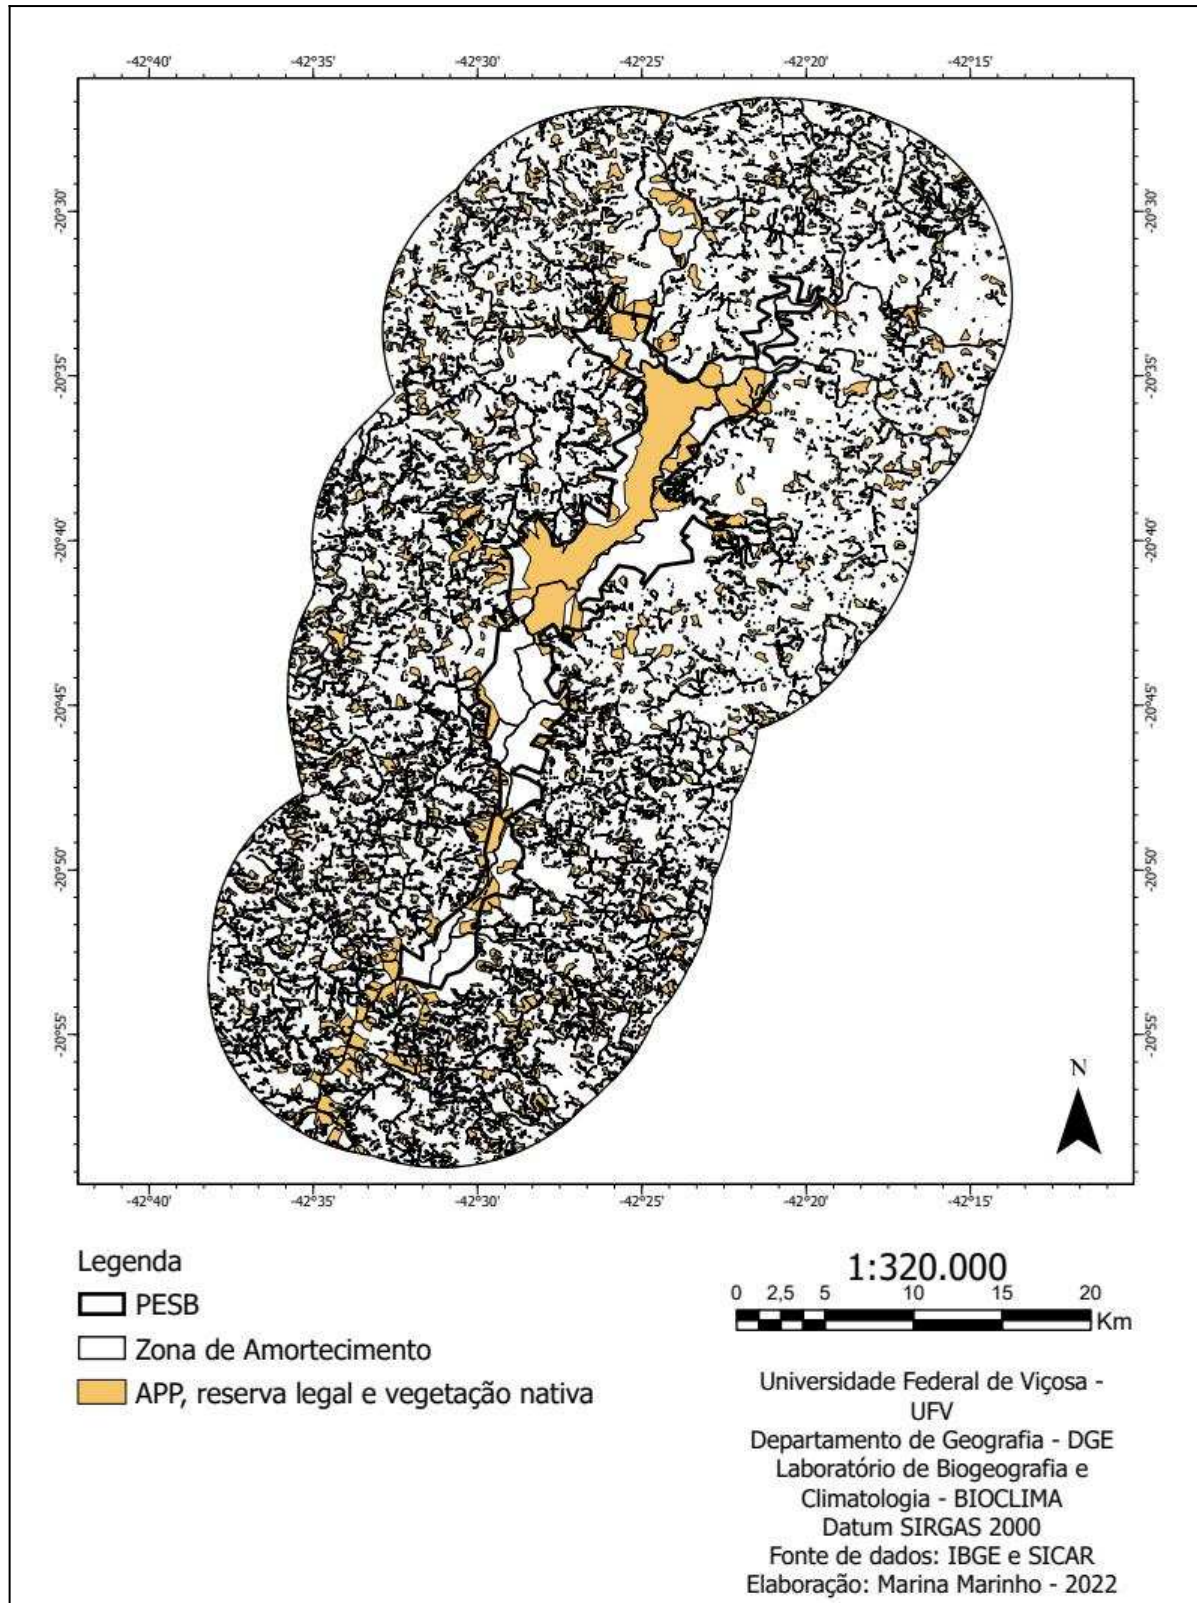 -42°40' -42°35' -42°30' -42°25' -42°20' -42°15'
-20°30' -20°30'
-20°35' -20°35'
-20°40' -20°40'
-20°45' -20°45'
-20°50' -20°50'
-20°55' -20°55'
N
-42°40' -42°35' -42°30' -42°25' -42°20' -42°15'
Legenda
PESB
Zona de Amortecimento
APP, reserva legal e vegetação nativa
1:320.000
0 2,5 5 10 15 20
Km
Universidade Federal de Viçosa -
UFV
Departamento de Geografia - DGE
Laboratório de Biogeografia e
Climatologia - BIOCLIMA
Datum SIRGAS 2000
Fonte de dados: IBGE e SICAR
Elaboração: Marina Marinho - 2022